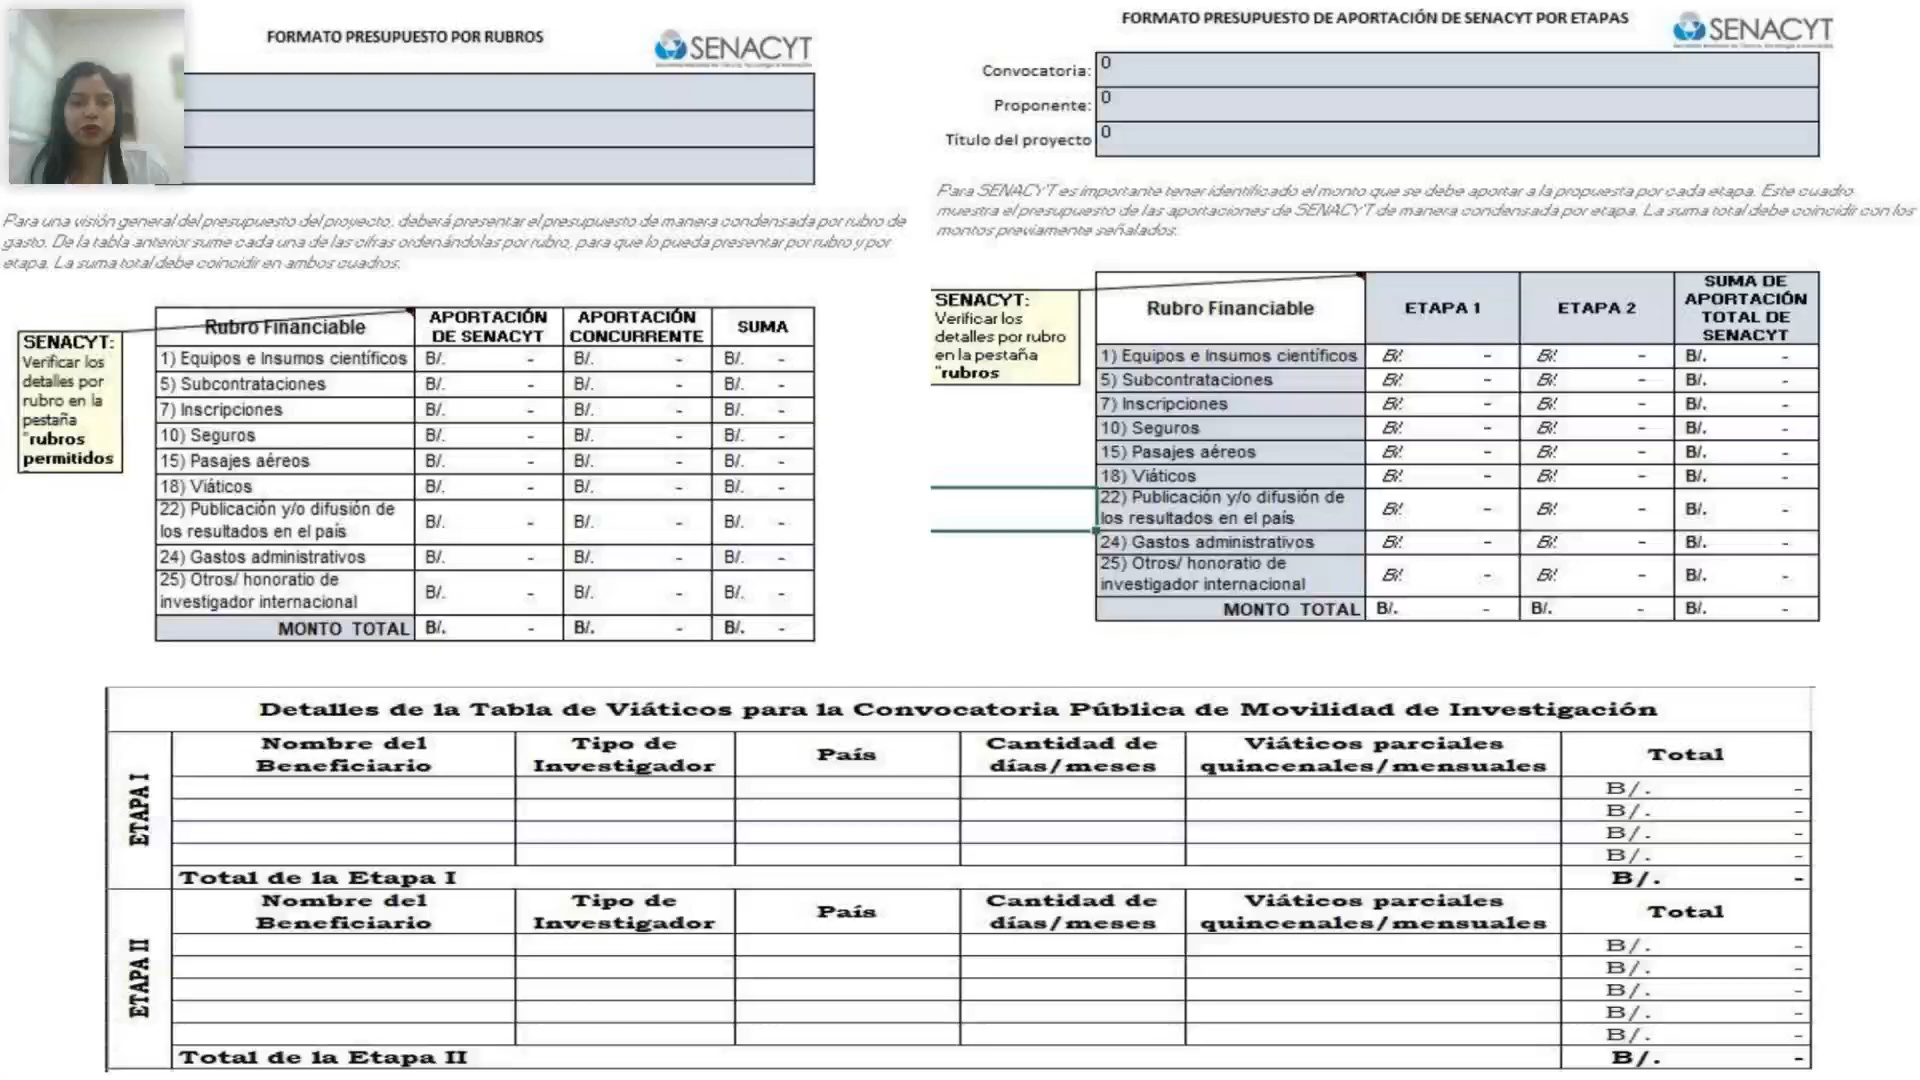 FORMATO PRESUPUESTO POR RUBROS
SENACYT
Para una visión general del presupuesto del proyecto, deberá presentar el presupuesto de manera condensada por rubro de
gasto. De la tabla anterior sume cada una de las cifras ordenándolas por rubro, para que lo pueda presentar por rubro y por
etapa. La suma total debe coincidir en ambos cuadros.
SENACYT:
Verificar los
detalles por
rubro en la
pestaña
"rubros
permitidos
"
Rubro Financiable APORTACIÓN DE SENACYT APORTACIÓN CONCURRENTE SUMA
1) Equipos e Insumos científicos B/. - B/. - B/. -
5) Subcontrataciones B/. - B/. - B/. -
7) Inscripciones B/. - B/. - B/. -
10) Seguros B/. - B/. - B/. -
15) Pasajes aéreos B/. - B/. - B/. -
18) Viáticos B/. - B/. - B/. -
22) Publicación y/o difusión de
los resultados en el país B/. - B/. - B/. -
24) Gastos administrativos B/. - B/. - B/. -
25) Otros/ honoratio de
investigador internacional B/. - B/. - B/. -
MONTO TOTAL B/. - B/. - B/. -
FORMATO PRESUPUESTO DE APORTACIÓN DE SENACYT POR ETAPAS
SENACYT
Convocatoria: 0
Proponente: 0
Título del proyecto 0
Para SENACYT es importante tener identificado el monto que se debe aportar a la propuesta por cada etapa. Este cuadro
muestra el presupuesto de las aportaciones de SENACYT de manera condensada por etapa. La suma total debe coincidir con los
montos previamente señalados.
SENACYT:
Verificar los
detalles por rubro
en la pestaña
"rubros
Rubro Financiable ETAPA 1 ETAPA 2 SUMA DE APORTACIÓN TOTAL DE SENACYT
1) Equipos e Insumos científicos B/. - B/. - B/. -
5) Subcontrataciones B/. - B/. - B/. -
7) Inscripciones B/. - B/. - B/. -
10) Seguros B/. - B/. - B/. -
15) Pasajes aéreos B/. - B/. - B/. -
18) Viáticos B/. - B/. - B/. -
22) Publicación y/o difusión de
los resultados en el país B/. - B/. - B/. -
24) Gastos administrativos B/. - B/. - B/. -
25) Otros/ honoratio de
investigador internacional B/. - B/. - B/. -
MONTO TOTAL B/. - B/. - B/. -
Detalles de la Tabla de Viáticos para la Convocatoria Pública de Movilidad de Investigación
ETAPA I
Nombre del Beneficiario Tipo de Investigador País Cantidad de días/meses Viáticos parciales quincenales/mensuales Total
B/. -
B/. -
B/. -
B/. -
Total de la Etapa I B/. -
ETAPA II
Nombre del Beneficiario Tipo de Investigador País Cantidad de días/meses Viáticos parciales quincenales/mensuales Total
B/. -
B/. -
B/. -
B/. -
B/. -
Total de la Etapa II B/. -